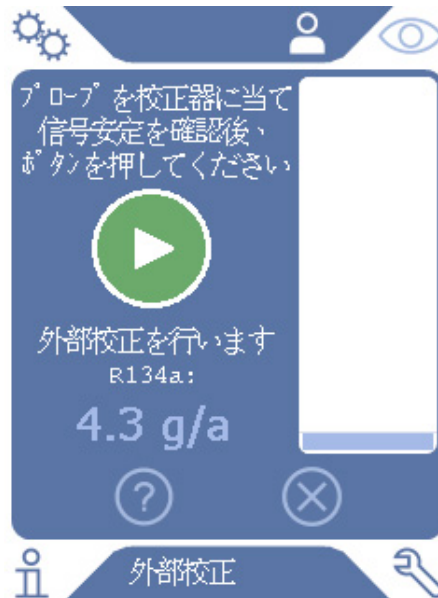 ﾌﾟﾛｰﾌﾞを校正器に当て
信号安定を確認後、
ﾎﾞﾀﾝを押してください
外部校正を行います
R134a:
4.3 g/a
?
外部校正